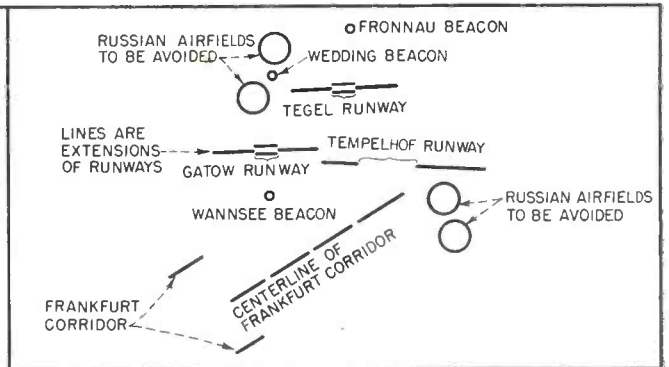 FRONNAU BEACON
RUSSIAN AIRFIELDS
TO BE AVOIDED
WEDDING BEACON
TEGEL RUNWAY
LINES ARE
EXTENSIONS
OF RUNWAYS
TEMPELHOF RUNWAY
GATOW RUNWAY
WANNSEE BEACON
RUSSIAN AIRFIELDS
TO BE AVOIDED
CENTERLINE OF
FRANKFURT CORRIDOR
FRANKFURT
CORRIDOR